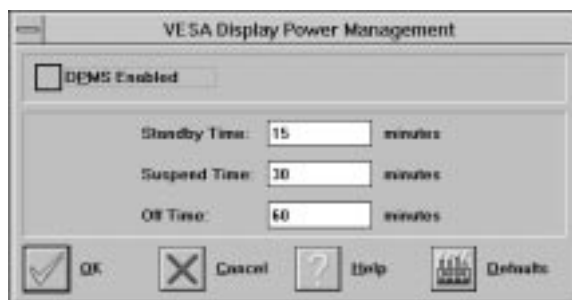 VESA Display Power Management
DPMS Enabled
Standby Time: 15 minutes
Suspend Time: 30 minutes
Off Time: 60 minutes
OK Cancel Help Defaults